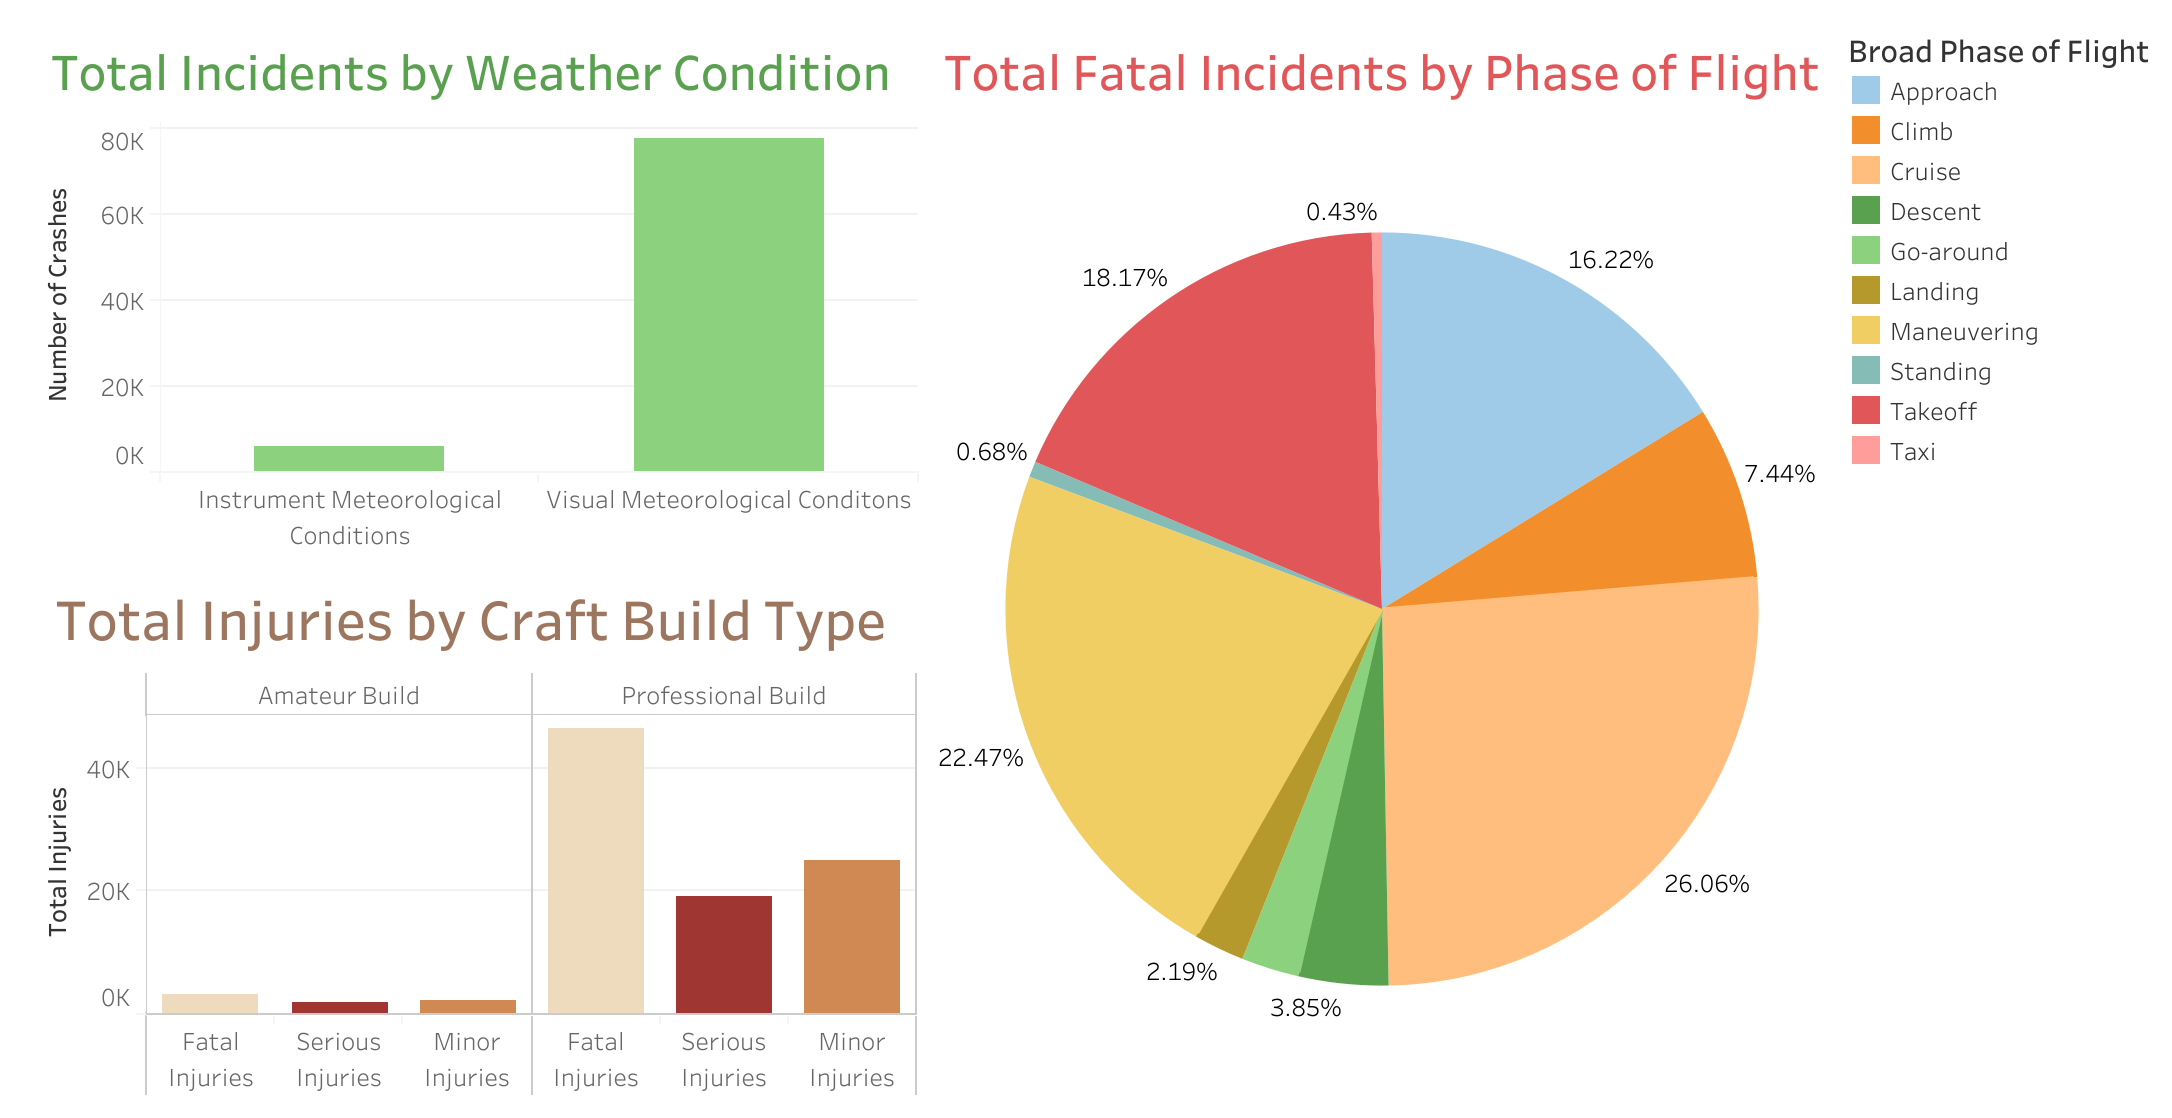 Total Incidents by Weather Condition
Number of Crashes
80K
60K
40K
20K
0K
Instrument Meteorological
Conditions
Visual Meteorological Conditons
Total Injuries by Craft Build Type
Amateur Build
Professional Build
Total Injuries
40K
20K
0K
Fatal
Injuries
Serious
Injuries
Minor
Injuries
Fatal
Injuries
Serious
Injuries
Minor
Injuries
Total Fatal Incidents by Phase of Flight
0.43%
16.22%
18.17%
7.44%
0.68%
22.47%
26.06%
2.19%
3.85%
Broad Phase of Flight
Approach
Climb
Cruise
Descent
Go-around
Landing
Maneuvering
Standing
Takeoff
Taxi